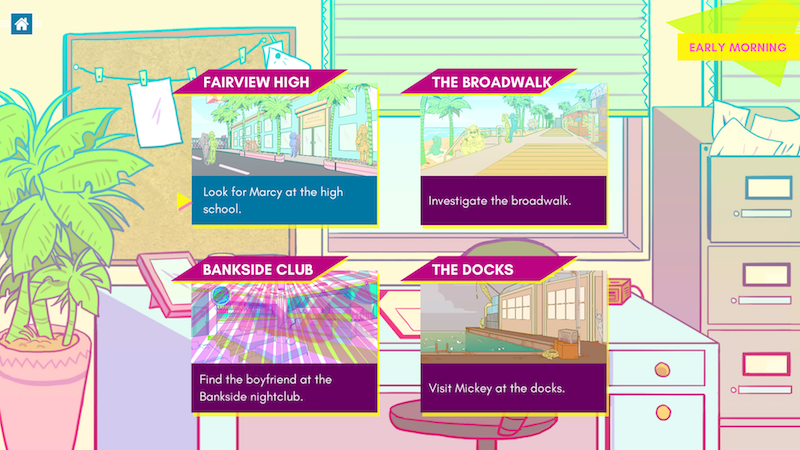 EARLY MORNING
FAIRVIEW HIGH
Look for Marcy at the high
school.
THE BROADWALK
Investigate the broadwalk.
BANKSIDE CLUB
Find the boyfriend at the
Bankside nightclub.
THE DOCKS
Visit Mickey at the docks.